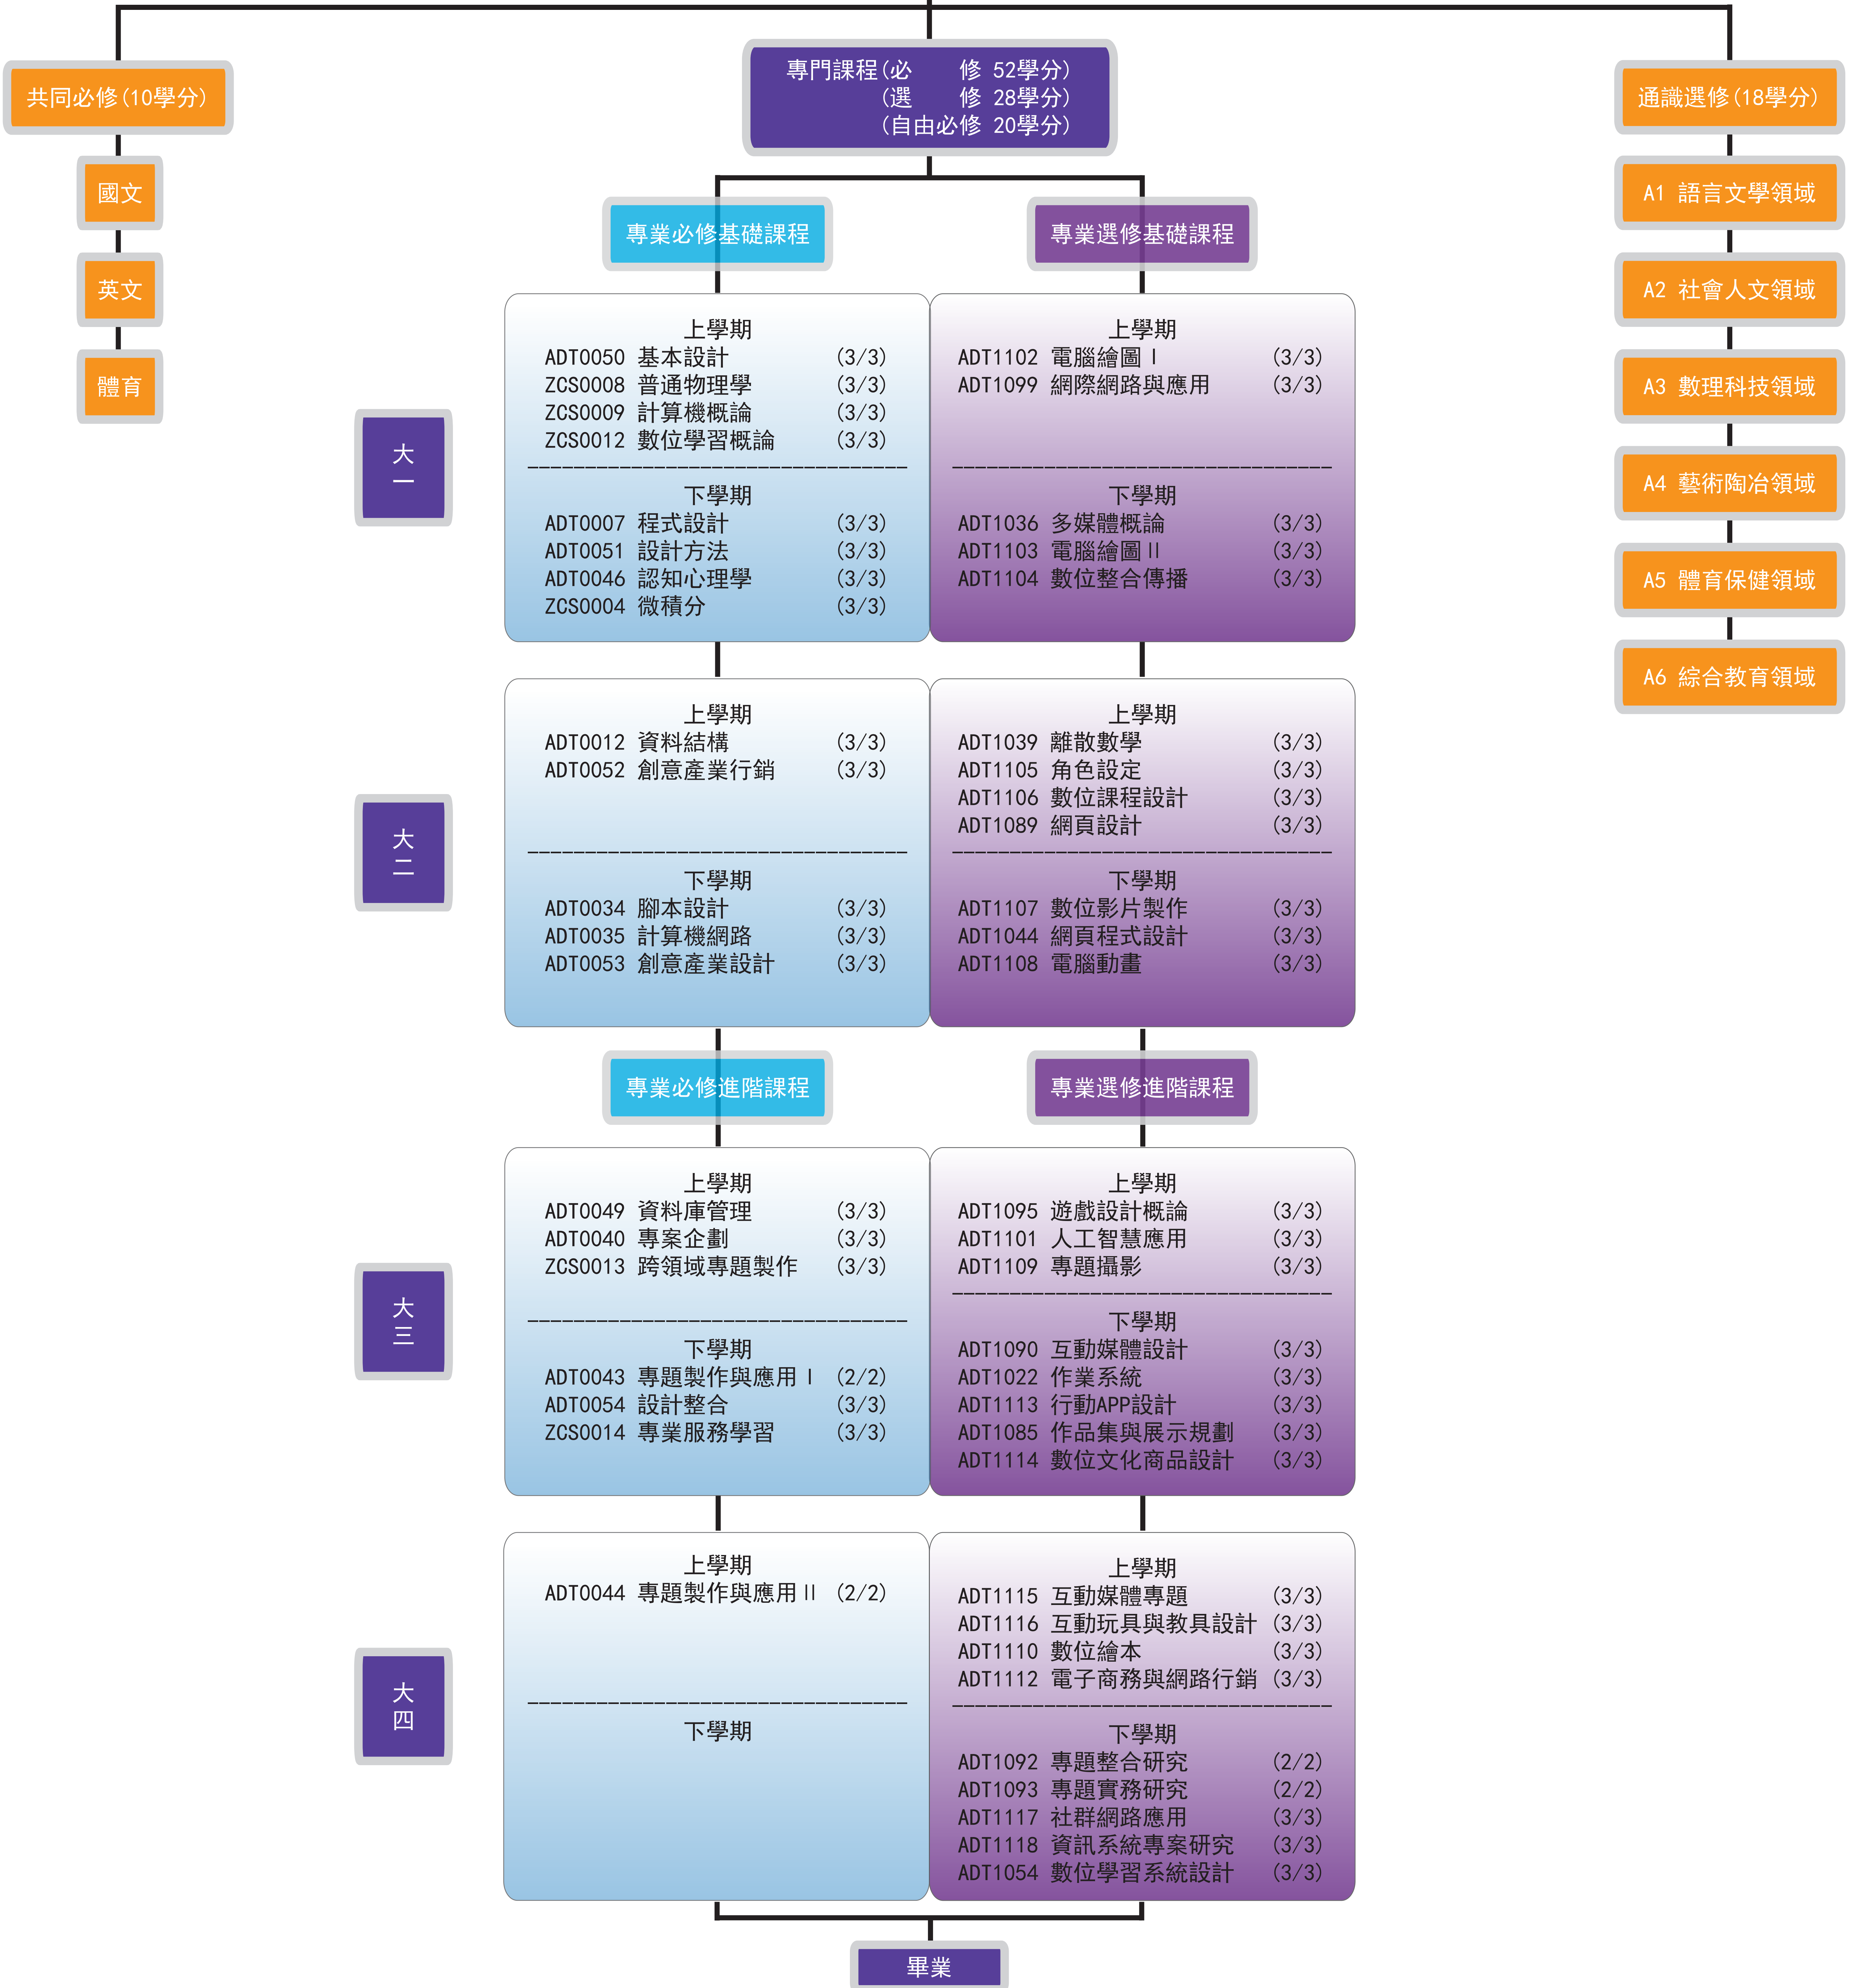 共同必修(10學分)
國文
英文
體育
專門課程(必 修 52學分)
(選 修 28學分)
(自由必修 20學分)
通識選修(18學分)
A1 語言文學領域
A2 社會人文領域
A3 數理科技領域
A4 藝術陶冶領域
A5 體育保健領域
A6 綜合教育領域
專業必修基礎課程
專業選修基礎課程
大一
上學期
ADT0050 基本設計 (3/3)
ZCS0008 普通物理學 (3/3)
ZCS0009 計算機概論 (3/3)
ZCS0012 數位學習概論 (3/3)
下學期
ADT0007 程式設計 (3/3)
ADT0051 設計方法 (3/3)
ADT0046 認知心理學 (3/3)
ZCS0004 微積分 (3/3)
上學期
ADT1102 電腦繪圖Ⅰ (3/3)
ADT1099 網際網路與應用 (3/3)
下學期
ADT1036 多媒體概論 (3/3)
ADT1103 電腦繪圖Ⅱ (3/3)
ADT1104 數位整合傳播 (3/3)
大二
上學期
ADT0012 資料結構 (3/3)
ADT0052 創意產業行銷 (3/3)
下學期
ADT0034 腳本設計 (3/3)
ADT0035 計算機網路 (3/3)
ADT0053 創意產業設計 (3/3)
上學期
ADT1039 離散數學 (3/3)
ADT1105 角色設定 (3/3)
ADT1106 數位課程設計 (3/3)
ADT1089 網頁設計 (3/3)
下學期
ADT1107 數位影片製作 (3/3)
ADT1044 網頁程式設計 (3/3)
ADT1108 電腦動畫 (3/3)
專業必修進階課程
專業選修進階課程
大三
上學期
ADT0049 資料庫管理 (3/3)
ADT0040 專案企劃 (3/3)
ZCS0013 跨領域專題製作 (3/3)
下學期
ADT0043 專題製作與應用Ⅰ (2/2)
ADT0054 設計整合 (3/3)
ZCS0014 專業服務學習 (3/3)
上學期
ADT1095 遊戲設計概論 (3/3)
ADT1101 人工智慧應用 (3/3)
ADT1109 專題攝影 (3/3)
下學期
ADT1090 互動媒體設計 (3/3)
ADT1022 作業系統 (3/3)
ADT1113 行動APP設計 (3/3)
ADT1085 作品集與展示規劃 (3/3)
ADT1114 數位文化商品設計 (3/3)
大四
上學期
ADT0044 專題製作與應用Ⅱ (2/2)
下學期
上學期
ADT1115 互動媒體專題 (3/3)
ADT1116 互動玩具與教具設計 (3/3)
ADT1110 數位繪本 (3/3)
ADT1112 電子商務與網路行銷 (3/3)
下學期
ADT1092 專題整合研究 (2/2)
ADT1093 專題實務研究 (2/2)
ADT1117 社群網路應用 (3/3)
ADT1118 資訊系統專案研究 (3/3)
ADT1054 數位學習系統設計 (3/3)
畢業